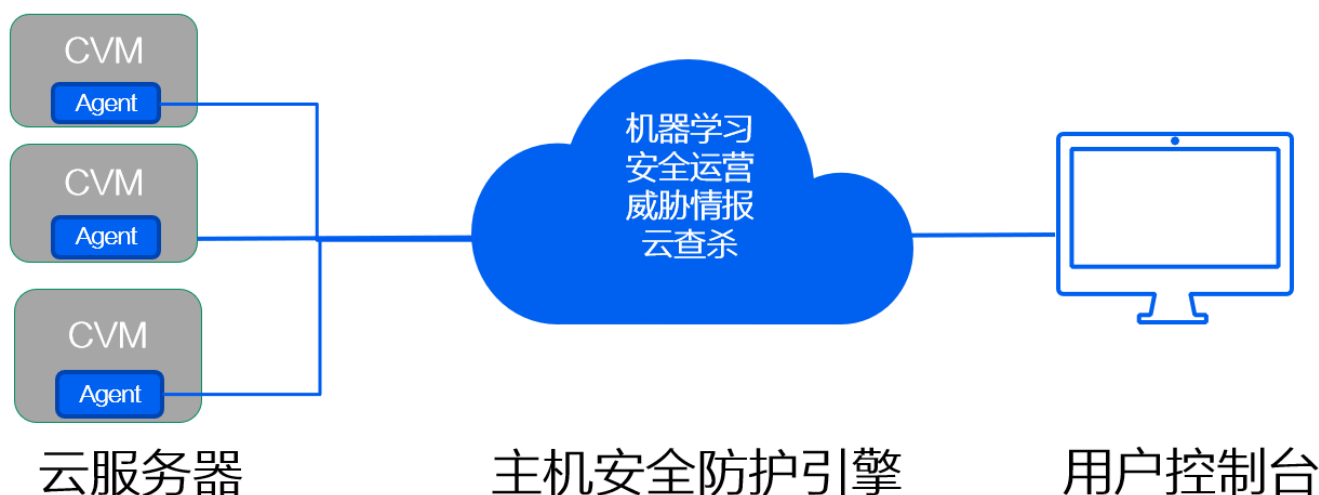 CVM
Agent
CVM
Agent
CVM
Agent
云服务器
机器学习
安全运营
威胁情报
云查杀
主机安全防护引擎
用户控制台